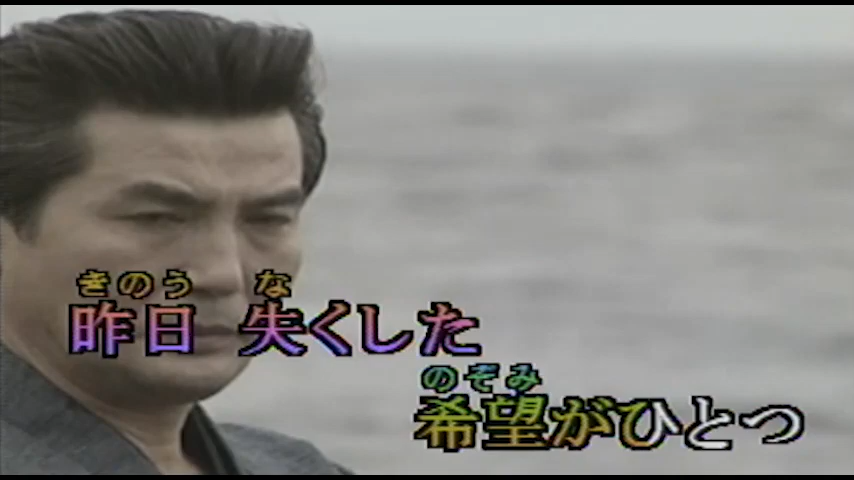 きのう な
昨日 失くした
のぞみ
希望がひとつ